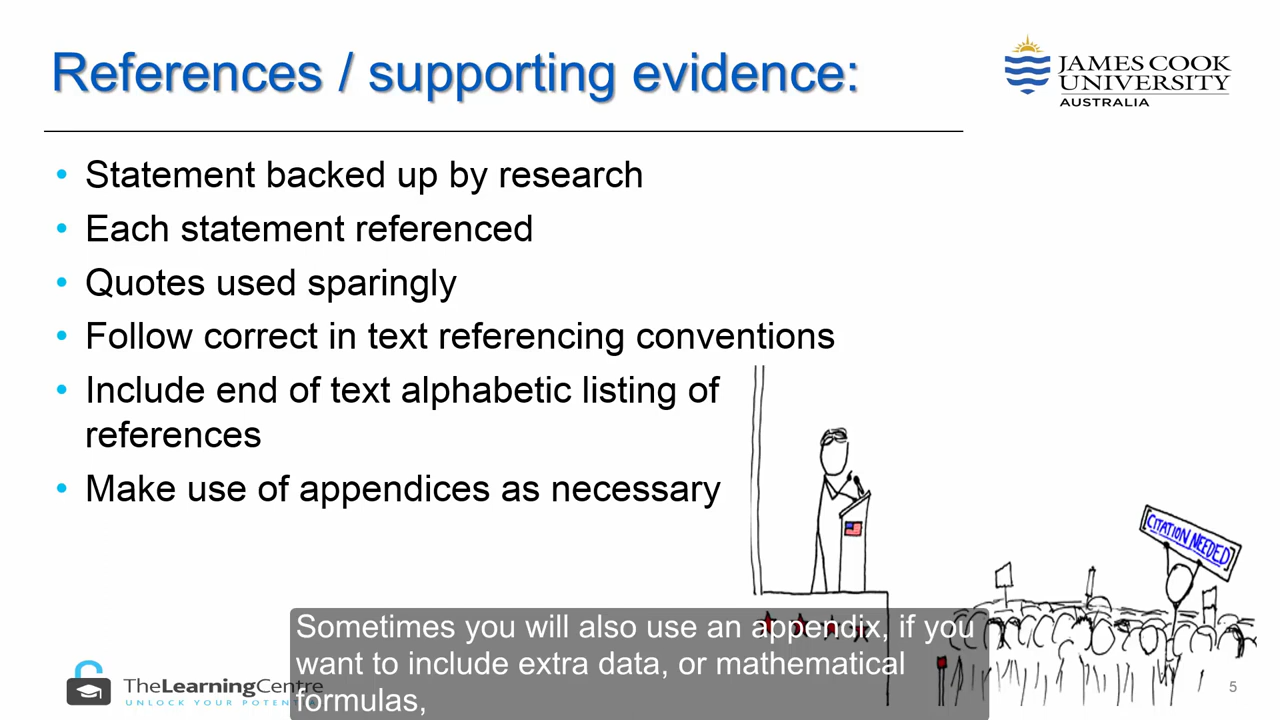 References / supporting evidence:
JAMES COOK
UNIVERSITY
AUSTRALIA
• Statement backed up by research
• Each statement referenced
• Quotes used sparingly
• Follow correct in text referencing conventions
• Include end of text alphabetic listing of
references
• Make use of appendices as necessary
[CITATION NEEDED]
Sometimes you will also use an appendix, if you
want to include extra data, or mathematical
formulas,
TheLearningCentre
UNLOCK YOUR
5